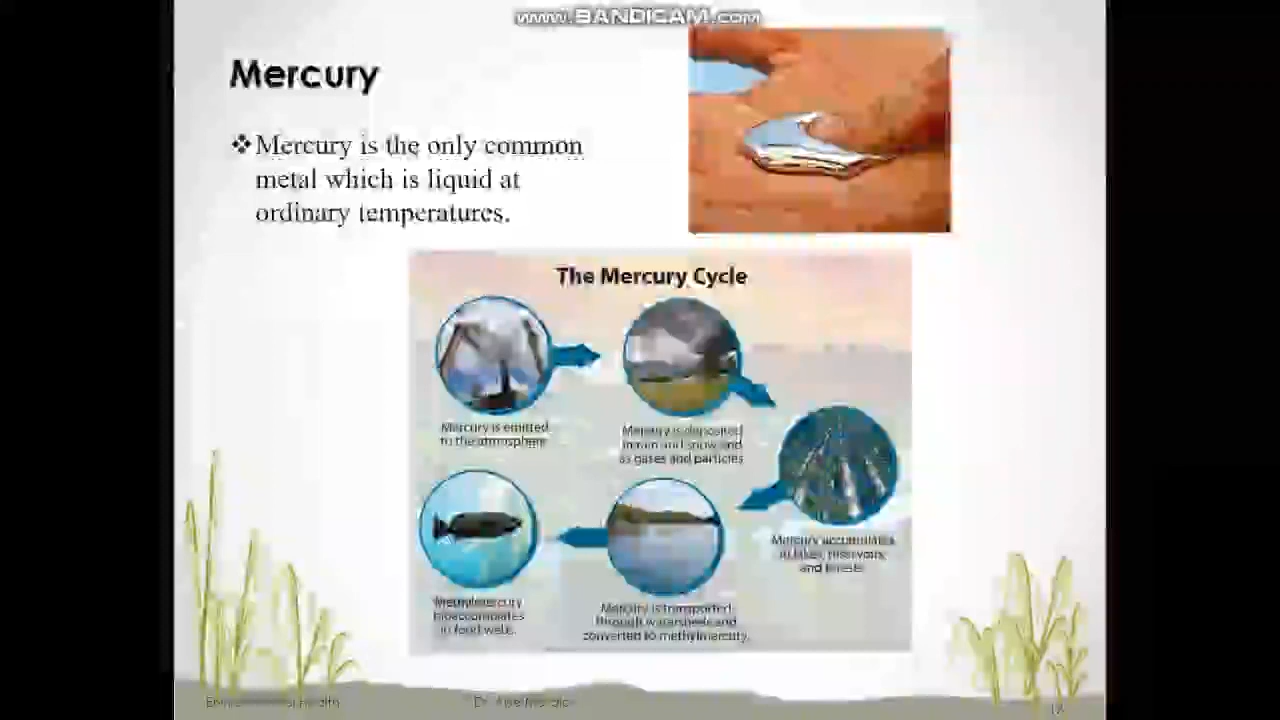 www.BANDICAM.com
Mercury
❖Mercury is the only common
metal which is liquid at
ordinary temperatures.
The Mercury Cycle
Mercury is emitted
to the atmosphere
Mercury is deposited
in rain and snow and
as gases and particles
Mercury accumulates
in lakes, reservoirs,
and forests
Mercury is transported
through watersheds and
converted to methylmercury.
Methylmercury
bioaccumulates
in food webs.
Environmental Health
Dr.